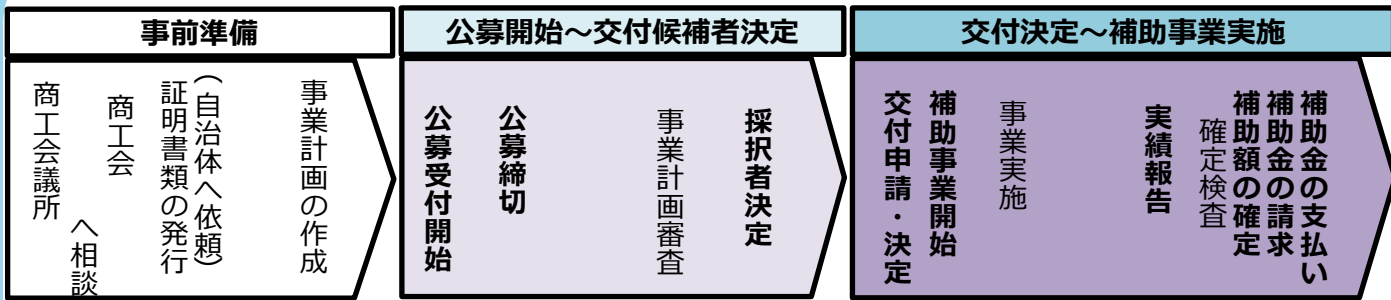 事前準備
商工会議所
商工会
へ相談
証明書類の発行
（自治体へ依頼）
事業計画の作成
公募開始～交付候補者決定
公募受付開始
公募締切
事業計画審査
採択者決定
交付決定～補助事業実施
交付申請・決定
補助事業開始
事業実施
実績報告
確定検査
補助額の確定
補助金の請求
補助金の支払い